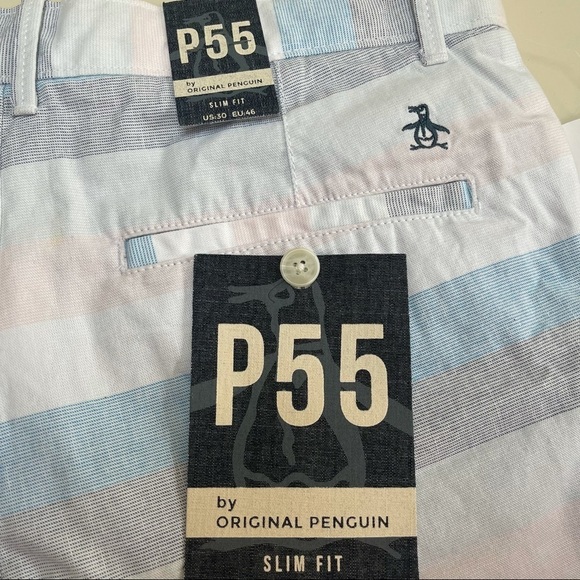 P55
by
ORIGINAL PENGUIN
SLIM FIT
US:30 EU:46
P55
by
ORIGINAL PENGUIN
SLIM FIT